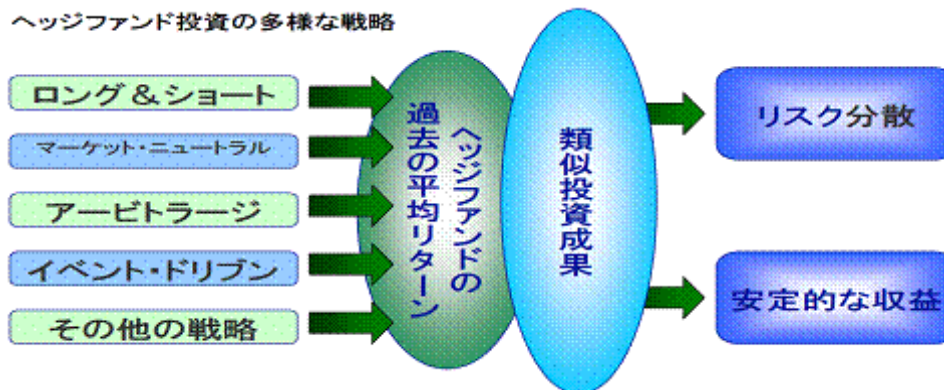 ヘッジファンド投資の多様な戦略
ロング＆ショート
マーケット・ニュートラル
アービトラージ
イベント・ドリブン
その他の戦略
ヘッジファンドの
過去の平均リターン
類似投資成果
リスク分散
安定的な収益